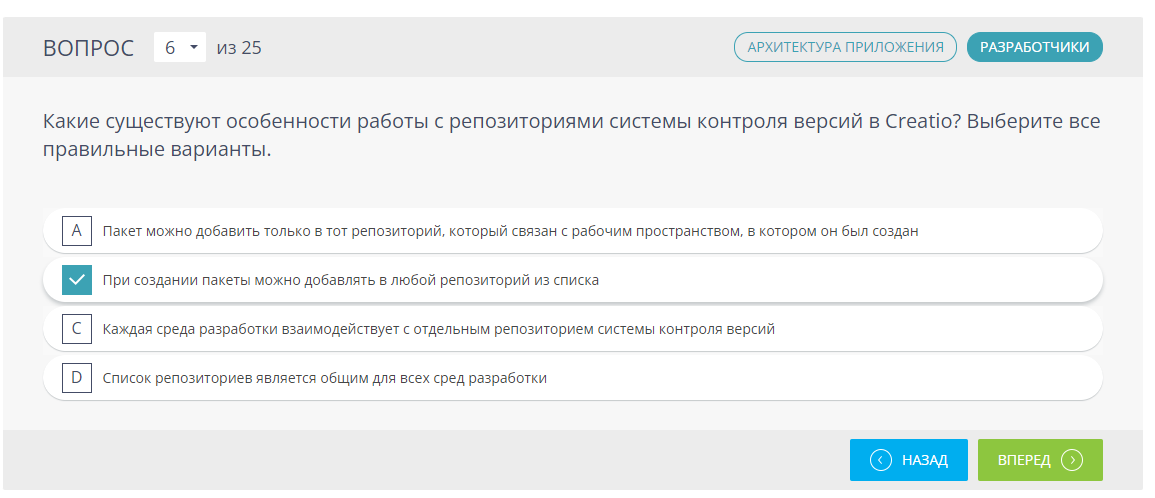 ВОПРОС 6 из 25 АРХИТЕКТУРА ПРИЛОЖЕНИЯ РАЗРАБОТЧИКИ
Какие существуют особенности работы с репозиториями системы контроля версий в Creatio? Выберите все
правильные варианты.
A Пакет можно добавить только в тот репозиторий, который связан с рабочим пространством, в котором он был создан
При создании пакеты можно добавлять в любой репозиторий из списка
C Каждая среда разработки взаимодействует с отдельным репозиторием системы контроля версий
D Список репозиториев является общим для всех сред разработки
НАЗАД ВПЕРЕД